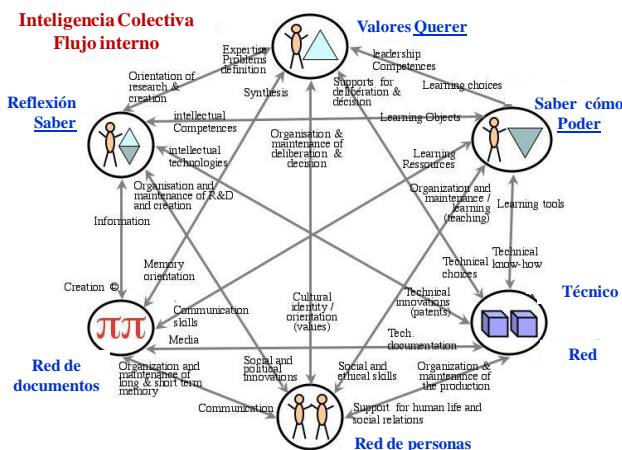 Inteligencia Colectiva
Flujo interno
Valores Querer
Expertise
Problems
definition
leadership
Competences
Orientation of
research &
creation
Synthesis
Supports for
deliberation &
décision
Learning choices
Reflexión
Saber
Saber cómo
Poder
intellectual
Competences
Learning Objects
Organisation &
maintenance of
deliberation &
decision
intellectual
technologies
Learning
Ressources
Organisation and
maintenance of R&D
and creation
Organization and
maintenance /
learning
(teaching)
Learning tools
Information
Technical
know-how
Memory
orientation
Technical
choices
Creation ©
Técnico
Cultural
identity /
orientation
(values)
Technical
innovations
(patents)
Communication
skills
ππ
Media
Tech.
documentation
Red de
documentos
Red
Organization and
maintenance of
long & short term
memory
Social and
political
innovations
Social and
ethical skills
Organization &
maintenance of
the production
Communication
Support for human life and
social relations
Red de personas